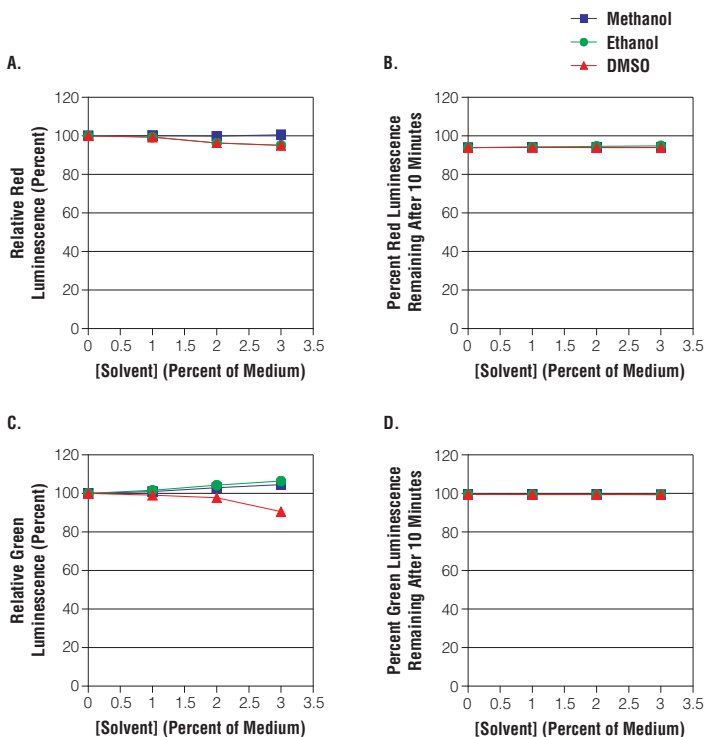 Methanol
Ethanol
DMSO
A.
Relative Red
Luminescence (Percent)
120
100
80
60
40
20
0
0 0.5 1 1.5 2 2.5 3 3.5
[Solvent] (Percent of Medium)
B.
Percent Red Luminescence
Remaining After 10 Minutes
120
100
80
60
40
20
0
0 0.5 1 1.5 2 2.5 3 3.5
[Solvent] (Percent of Medium)
C.
Relative Green
Luminescence (Percent)
120
100
80
60
40
20
0
0 0.5 1 1.5 2 2.5 3 3.5
[Solvent] (Percent of Medium)
D.
Percent Green Luminescence
Remaining After 10 Minutes
120
100
80
60
40
20
0
0 0.5 1 1.5 2 2.5 3 3.5
[Solvent] (Percent of Medium)